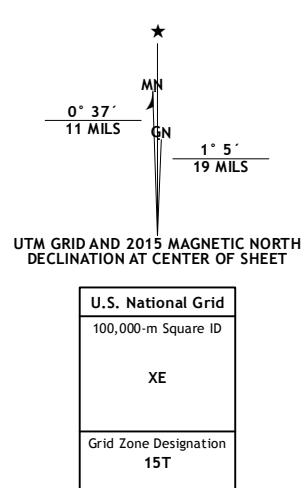 MN
0° 37´
11 MILS
GN
1° 5´
19 MILS
UTM GRID AND 2015 MAGNETIC NORTH
DECLINATION AT CENTER OF SHEET
U.S. National Grid
100,000-m Square ID
XE
Grid Zone Designation
15T